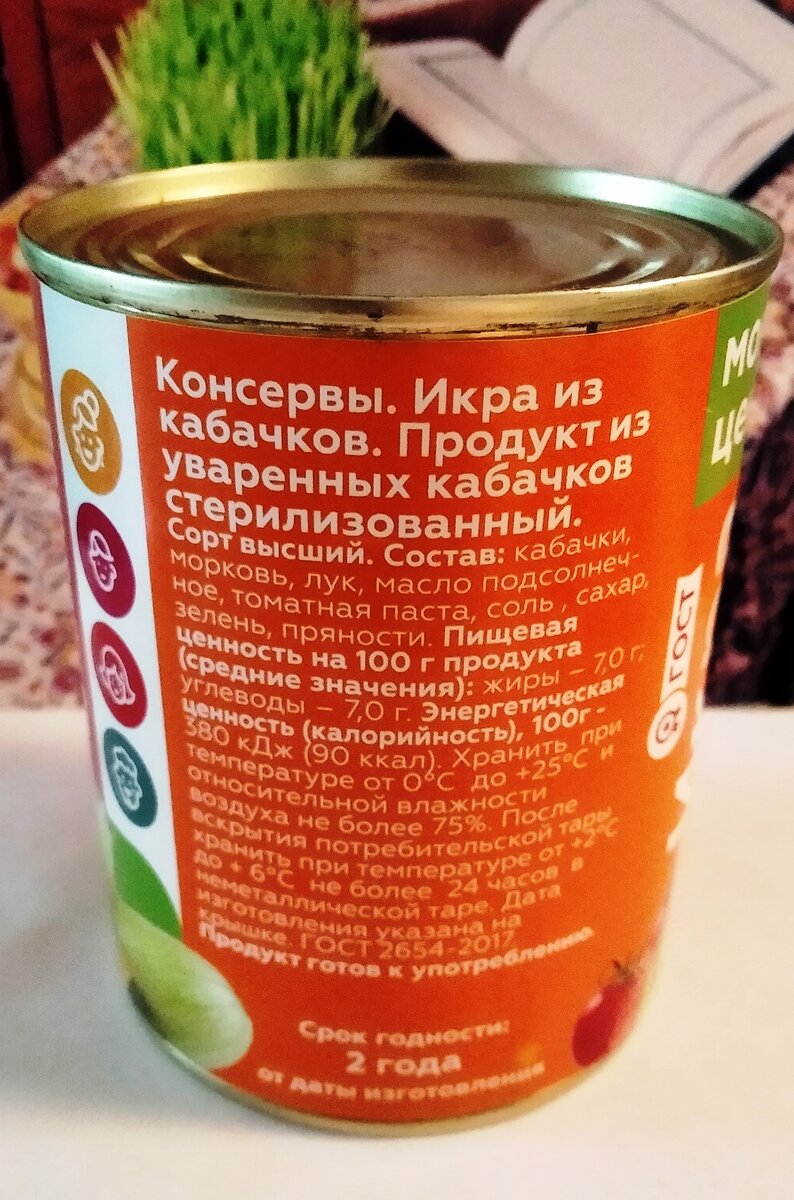 Консервы. Икра из
кабачков. Продукт из
уваренных кабачков
стерилизованный.
Сорт высший. Состав: кабачки,
морковь, лук, масло подсолнеч-
ное, томатная паста, соль , сахар,
зелень, пряности. Пищевая
ценность на 100 г продукта
(средние значения): жиры – 7,0 г;
углеводы – 7,0 г. Энергетическая
ценность (калорийность), 100г -
380 кДж (90 ккал). Хранить при
температуре от 0°С до +25°С и
относительной влажности
воздуха не более 75%. После
вскрытия потребительской тары
хранить при температуре от +2°С
до + 6°С не более 24 часов в
неметаллической таре. Дата
изготовления указана на
крышке. ГОСТ 2654-2017
Продукт готов к употреблению.
Срок годности:
2 года
от даты изготовления
ГОСТ